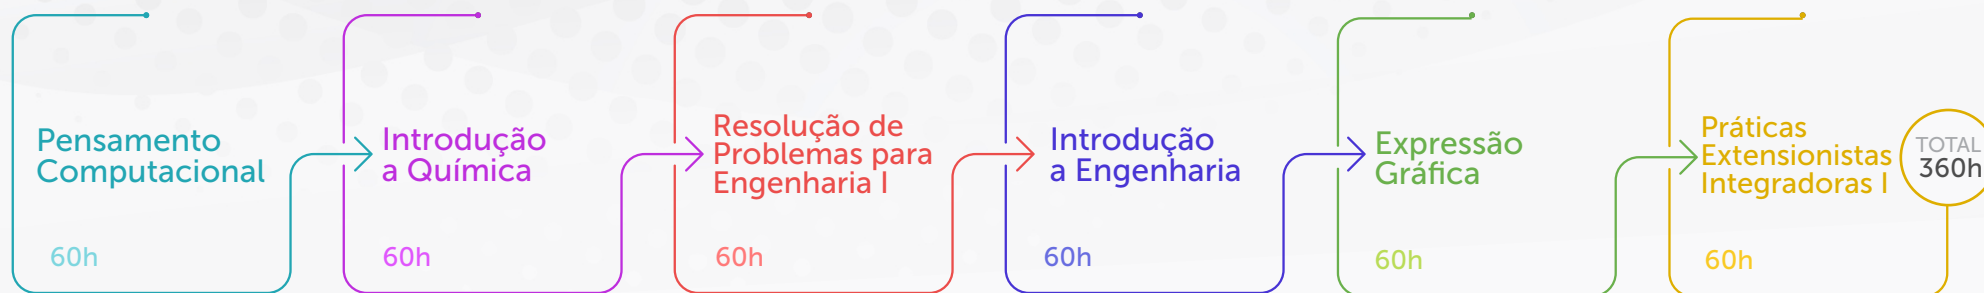 Pensamento
Computacional
60h
Introdução
a Química
60h
Resolução de
Problemas para
Engenharia I
60h
Introdução
a Engenharia
60h
Expressão
Gráfica
60h
Práticas
Extensionistas
Integradoras I
60h
TOTAL
360h